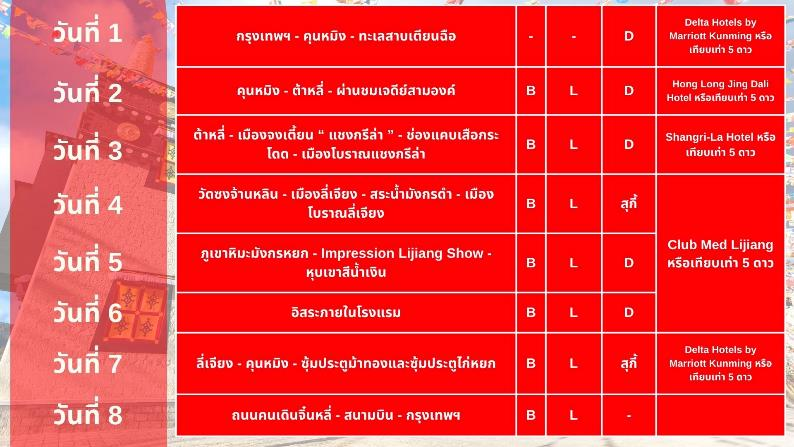 วันที่ 1
กรุงเทพฯ - คุนหมิง - ทะเลสาบเตียนฉือ
-
-
D
Delta Hotels by
Marriott Kunming หรือ
เทียบเท่า 5 ดาว
วันที่ 2
คุนหมิง - ต้าหลี่ - ผ่านชมเจดีย์สามองค์
B
L
D
Hong Long Jing Dali
Hotel หรือเทียบเท่า 5 ดาว
วันที่ 3
ต้าหลี่ - เมืองจงเตี้ยน “ แชงกรีล่า ” - ช่องแคบเสือกระ
โดด - เมืองโบราณแชงกรีล่า
B
L
D
Shangri-La Hotel หรือ
เทียบเท่า 5 ดาว
วันที่ 4
วัดซงจ้านหลิน - เมืองลี่เจียง - สระน้ำมังกรดำ - เมือง
โบราณลี่เจียง
B
L
สุกี้
Club Med Lijiang
หรือเทียบเท่า 5 ดาว
วันที่ 5
ภูเขาหิมะมังกรหยก - Impression Lijiang Show -
หุบเขาสีน้ำเงิน
B
L
D
วันที่ 6
อิสระภายในโรงแรม
B
L
D
วันที่ 7
ลี่เจียง - คุนหมิง - ซุ้มประตูม้าทองและซุ้มประตูไก่หยก
B
L
สุกี้
Delta Hotels by
Marriott Kunming หรือ
เทียบเท่า 5 ดาว
วันที่ 8
ถนนคนเดินจิ้นหลี่ - สนามบิน - กรุงเทพฯ
B
L
-